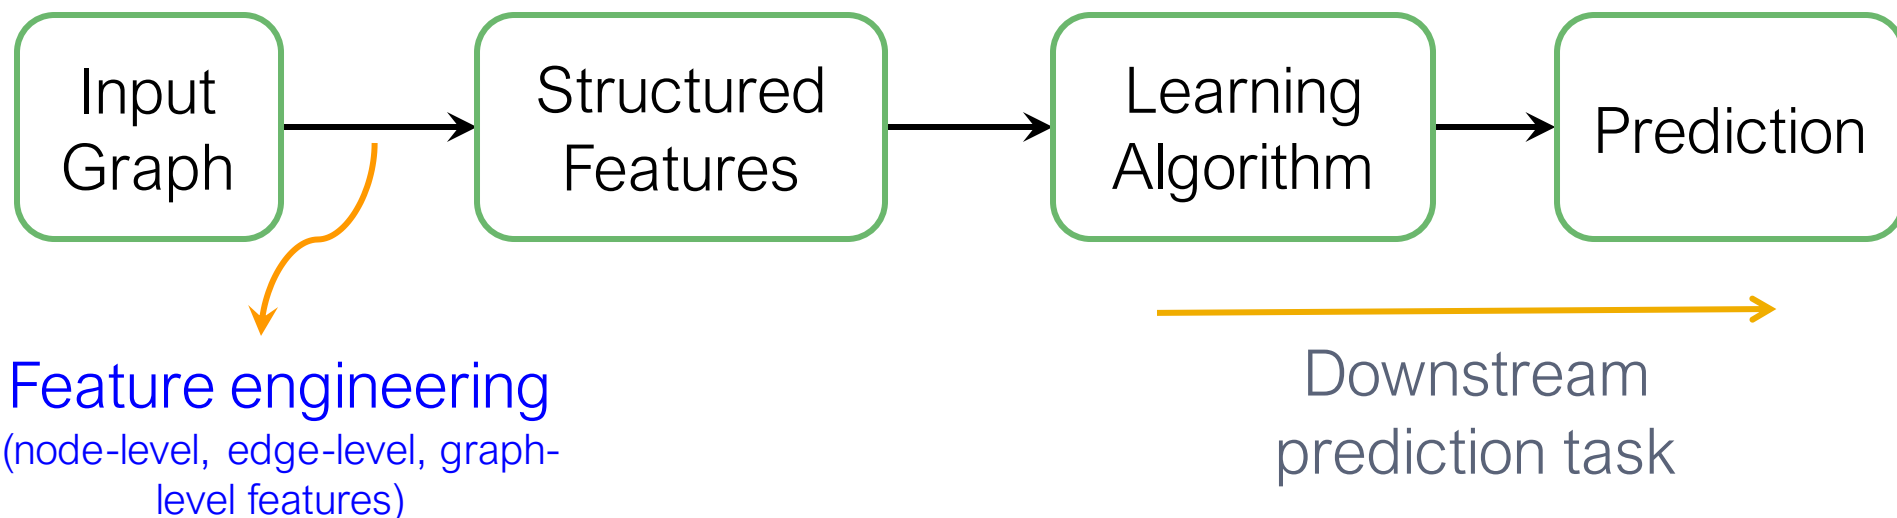 Input
Graph
Structured
Features
Learning
Algorithm
Prediction
Feature engineering
(node-level, edge-level, graph-
level features)
Downstream
prediction task